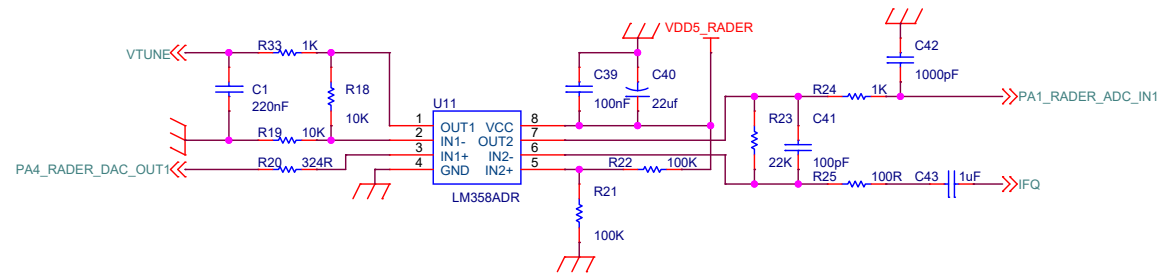 VDD5_RADER
C42
1000pF
VTUNE
R33 1K
C1
220nF
R18
10K
C39
100nF
C40
22uf
R24 1K
PA1_RADER_ADC_IN1
U11
1 OUT1 VCC 8
2 IN1- OUT2 7
3 IN1+ IN2- 6
4 GND IN2+ 5
LM358ADR
R19 10K
PA4_RADER_DAC_OUT1
R20 324R
R23
22K
C41
100pF
R22 100K
R21
100K
R25 100R
C43 1uF
IFQ